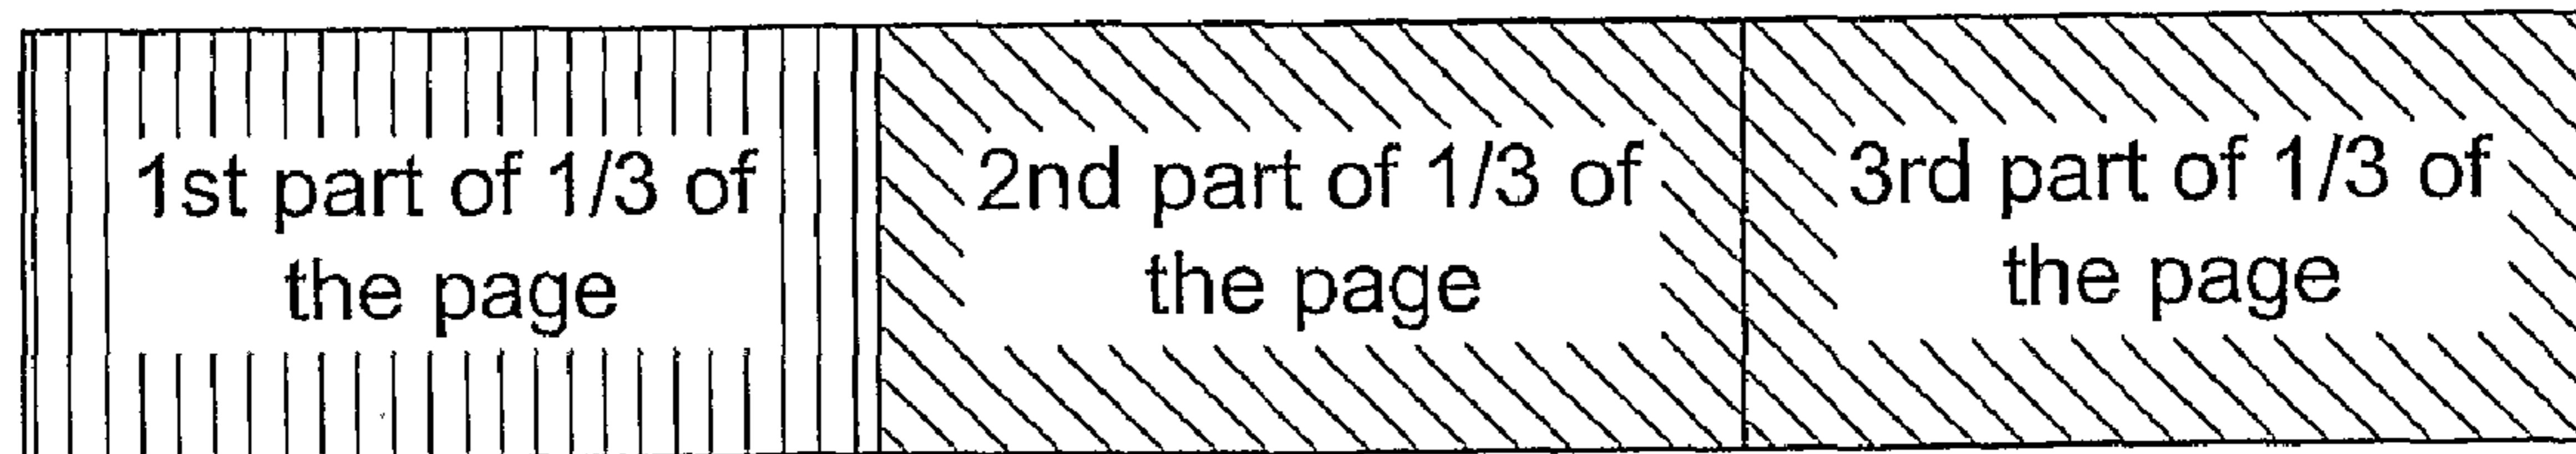 1st part of 1/3 of
the page
2nd part of 1/3 of
the page
3rd part of 1/3 of
the page